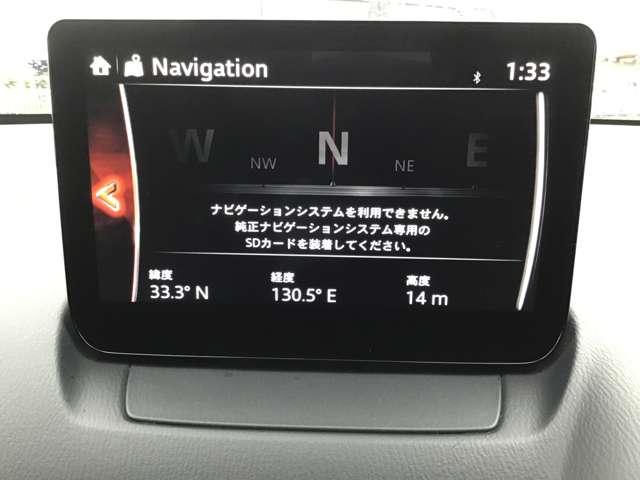 Navigation 1:33
W NW N NE E
ナビゲーションシステムを利用できません。
純正ナビゲーションシステム専用の
SDカードを装着してください。
緯度 経度 高度
33.3° N 130.5° E 14 m